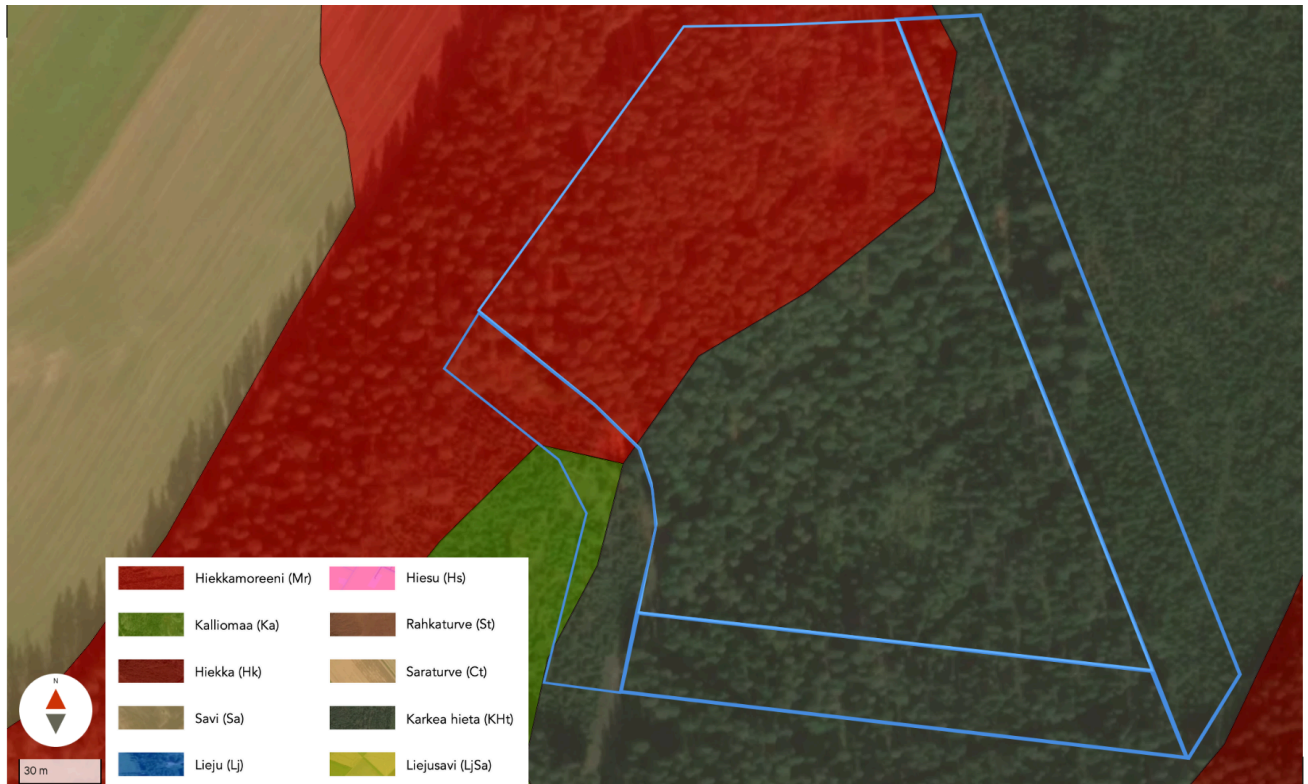 Hiekkamoreeni (Mr)
Hiesu (Hs)
Kalliomaa (Ka)
Rahkaturve (St)
Hiekka (Hk)
Saraturve (Ct)
Savi (Sa)
Karkea hieta (KHt)
Lieju (Lj)
Liejusavi (LjSa)
N
30 m